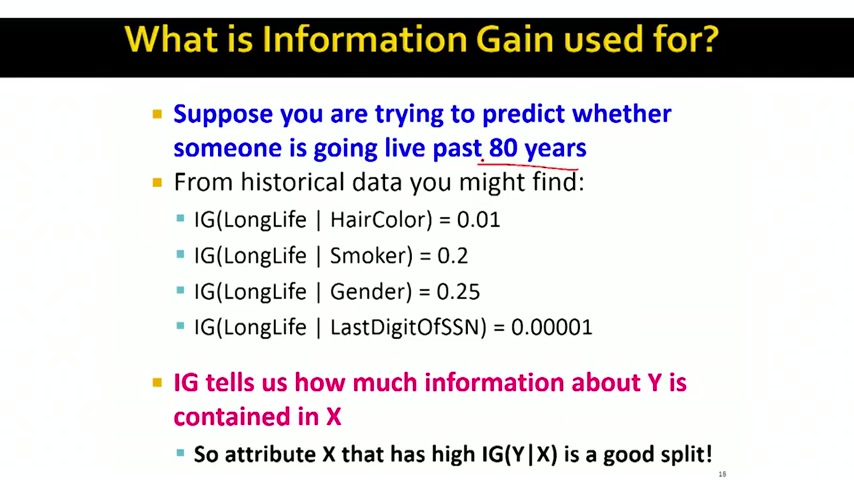 What is Information Gain used for?
Suppose you are trying to predict whether
someone is going live past 80 years
From historical data you might find:
IG(LongLife | HairColor) = 0.01
IG(LongLife | Smoker) = 0.2
IG(LongLife | Gender) = 0.25
IG(LongLife | LastDigitOfSSN) = 0.00001
IG tells us how much information about Y is
contained in X
So attribute X that has high IG(Y|X) is a good split!
18